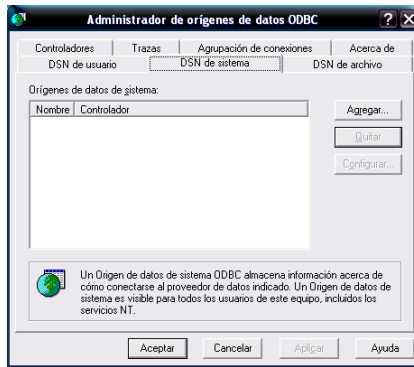 Administrador de orígenes de datos ODBC
Controladores Trazas Agrupación de conexiones Acerca de
DSN de usuario DSN de sistema DSN de archivo
Orígenes de datos de sistema:
Nombre Controlador
Agregar...
Quitar
Configurar...
Un Origen de datos de sistema ODBC almacena información acerca de
cómo conectarse al proveedor de datos indicado. Un Origen de datos de
sistema es visible para todos los usuarios de este equipo, incluidos los
servicios NT.
Aceptar Cancelar Aplicar Ayuda